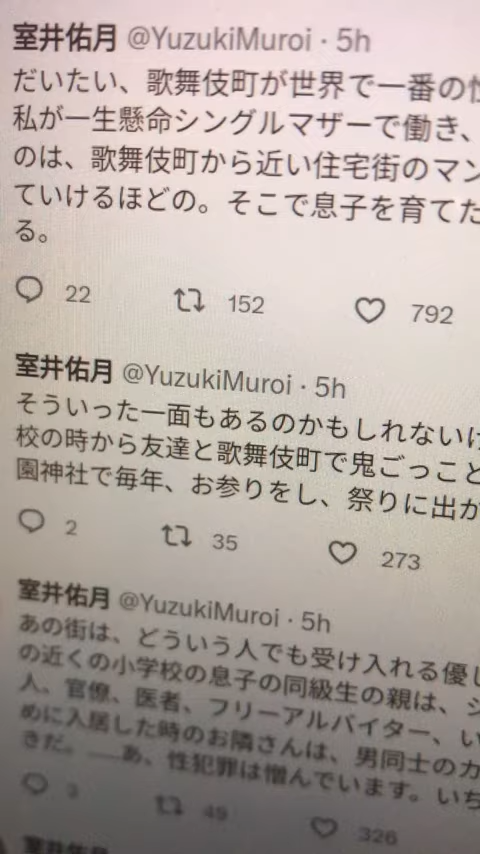 室井佑月 @YuzukiMuroi · 5h
だいたい、歌舞伎町が世界で一番の
私が一生懸命シングルマザーで働き、
のは、歌舞伎町から近い住宅街のマン
ていけるほどの。そこで息子を育てた
る。
22 152 792
室井佑月 @YuzukiMuroi · 5h
そういった一面もあるのかもしれないけ
校の時から友達と歌舞伎町で鬼ごっこと
園神社で毎年、お参りをし、祭りに出か
2 35 273
室井佑月 @YuzukiMuroi · 5h
あの街は、どういう人でも受け入れる優し
の近くの小学校の息子の同級生の親は、シ
人。官僚、医者、フリーアルバイター、い
めに入居した時のお隣さんは、男同士のカ
きだ。……あ、性犯罪は憎んでいます。いち
3 49 326
室井佑月